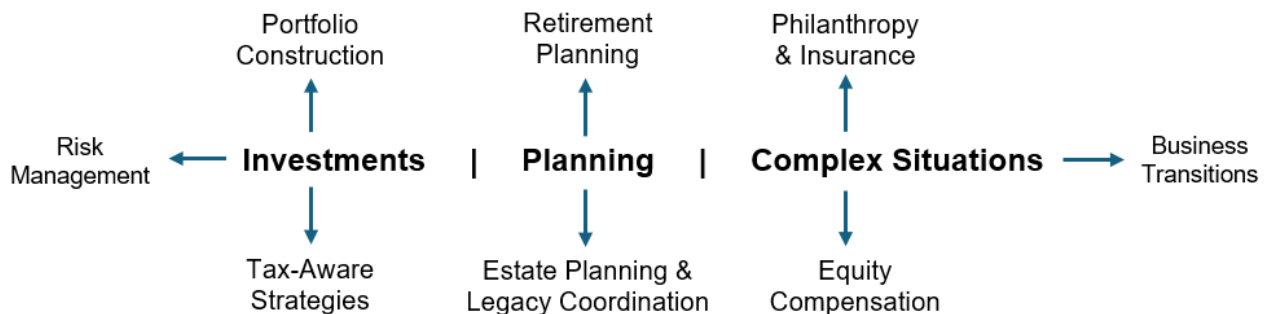 Portfolio
Construction
Retirement
Planning
Philanthropy
& Insurance
Risk
Management
Investments | Planning | Complex Situations
Business
Transitions
Tax-Aware
Strategies
Estate Planning &
Legacy Coordination
Equity
Compensation